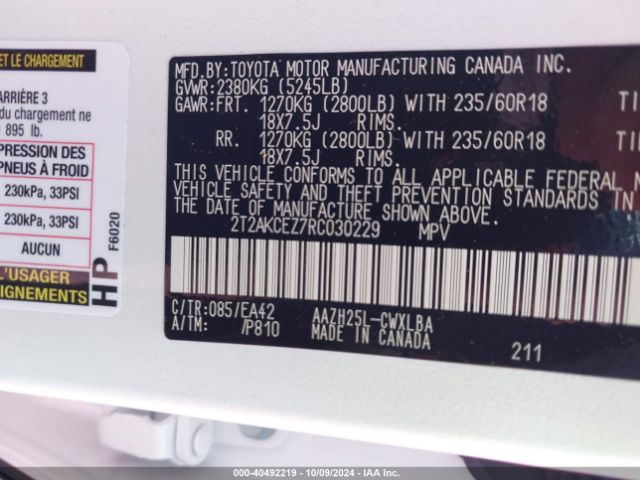 ET LE CHARGEMENT
ARRIÈRE 3
du chargement ne
895 lb.
PRESSION DES
PNEUS À FROID
230kPa, 33PSI
230kPa, 33PSI
AUCUN
L'USAGER
HP F6020
MFD.BY:TOYOTA MOTOR MANUFACTURING CANADA INC.
GVWR:2380KG (5245LB)
GAWR:FRT. 1270KG (2800LB) WITH 235/60R18
18X7.5J RIMS.
RR. 1270KG (2800LB) WITH 235/60R18
18X7.5J RIMS.
THIS VEHICLE CONFORMS TO ALL APPLICABLE FEDERAL
VEHICLE SAFETY AND THEFT PREVENTION STANDARDS IN
OF MANUFACTURE SHOWN ABOVE.
2T2AKCEZ7RC030229 MPV
C/TR:085/EA42 AAZH25L-CWXLBA
A/TM: /P810 MADE IN CANADA
211
000-40492219 - 10/09/2024 - IAA Inc.